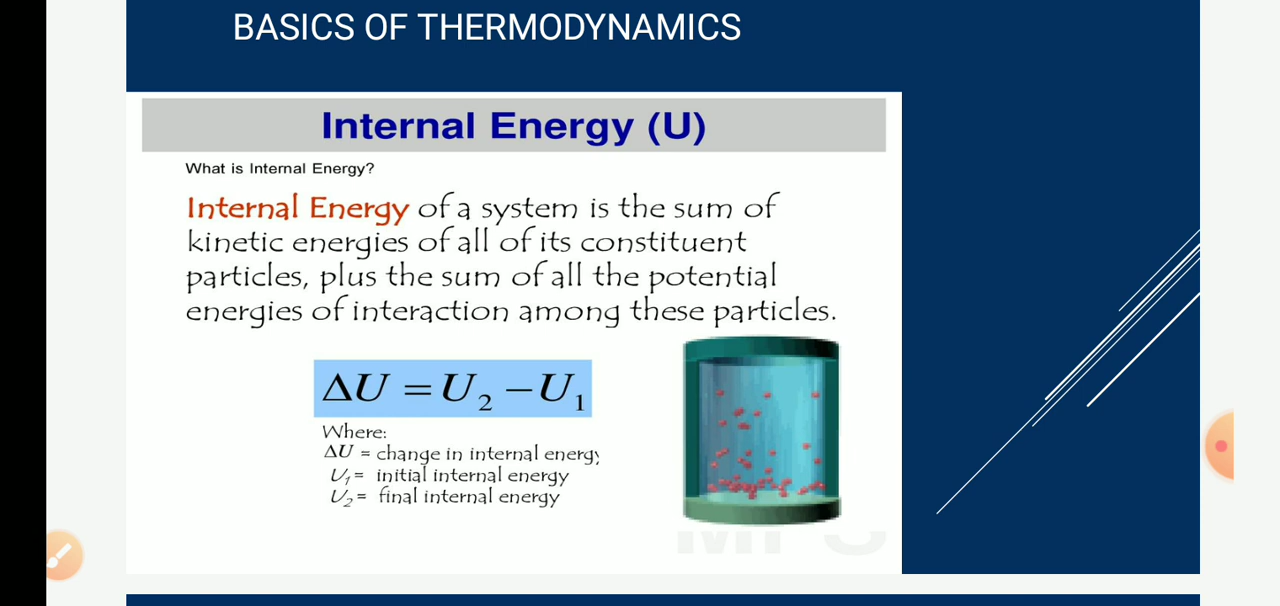 BASICS OF THERMODYNAMICS
Internal Energy (U)
What is Internal Energy?
Internal Energy of a system is the sum of
kinetic energies of all of its constituent
particles, plus the sum of all the potential
energies of interaction among these particles.
ΔU = U₂ − U₁
Where:
ΔU = change in internal energy
U₁ = initial internal energy
U₂ = final internal energy